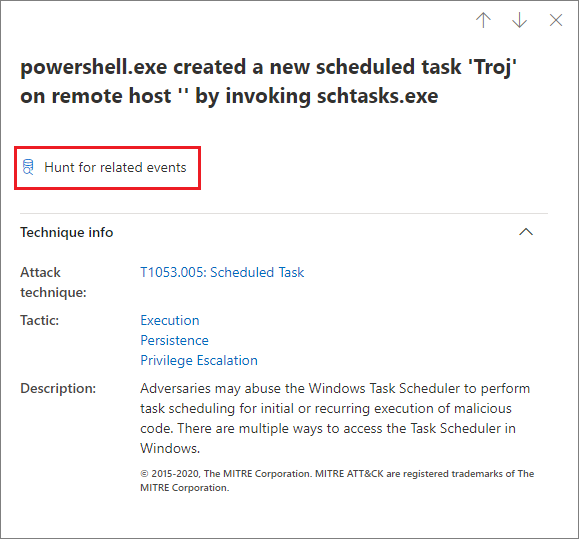 powershell.exe created a new scheduled task 'Troj'
on remote host '' by invoking schtasks.exe
Hunt for related events
Technique info
Attack technique:
T1053.005: Scheduled Task
Tactic:
Execution
Persistence
Privilege Escalation
Description:
Adversaries may abuse the Windows Task Scheduler to perform
task scheduling for initial or recurring execution of malicious
code. There are multiple ways to access the Task Scheduler in
Windows.
© 2015-2020, The MITRE Corporation. MITRE ATT&CK are registered trademarks of The
MITRE Corporation.